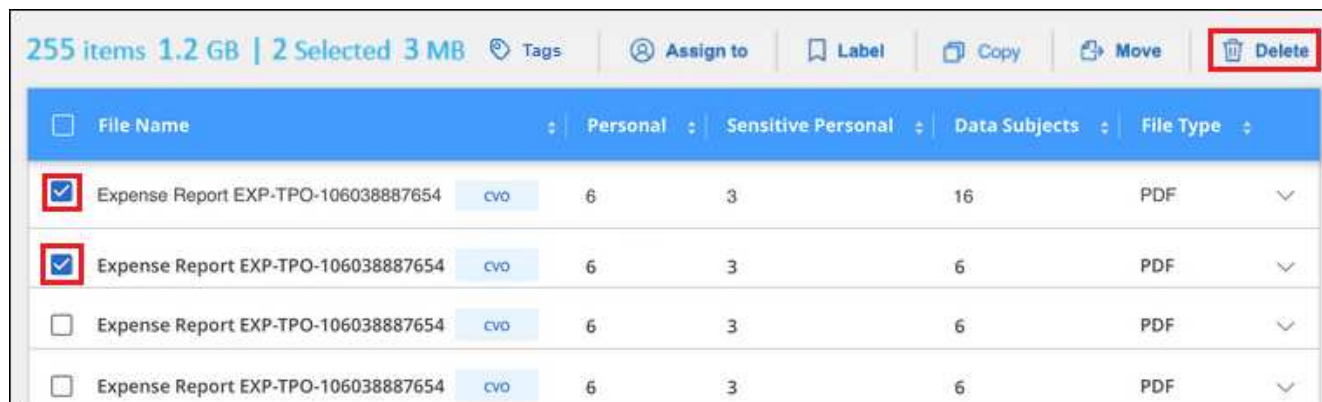 255 items 1.2 GB | 2 Selected 3 MB Tags Assign to Label Copy Move Delete
File Name Personal Sensitive Personal Data Subjects File Type
Expense Report EXP-TPO-106038887654 CVO 6 3 16 PDF
Expense Report EXP-TPO-106038887654 CVO 6 3 6 PDF
Expense Report EXP-TPO-106038887654 CVO 6 3 6 PDF
Expense Report EXP-TPO-106038887654 CVO 6 3 6 PDF